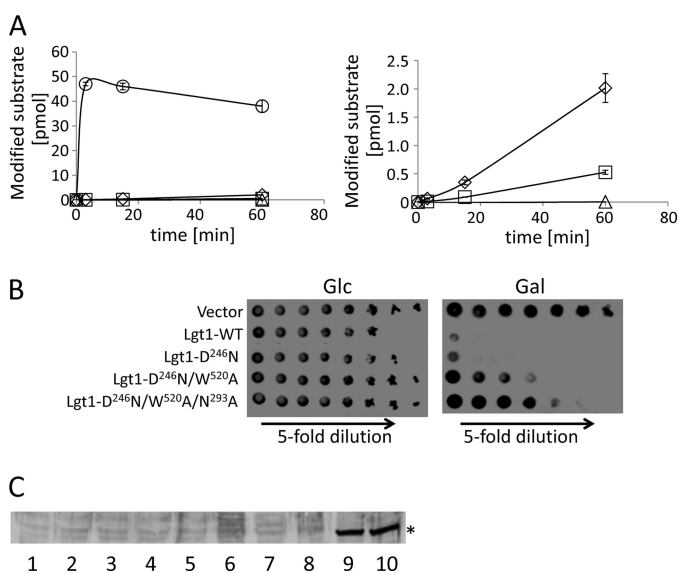 A
Modified substrate [pmol]
60
50
40
30
20
10
0
0 20 40 60 80
time [min]
Modified substrate [pmol]
2.5
2.0
1.5
1.0
0.5
0
0 20 40 60 80
time [min]
B
Glc Gal
Vector
Lgt1-WT
Lgt1-D²⁴⁶N
Lgt1-D²⁴⁶N/W⁵²⁰A
Lgt1-D²⁴⁶N/W⁵²⁰A/N²⁹³A
5-fold dilution 5-fold dilution
C
*
1 2 3 4 5 6 7 8 9 10